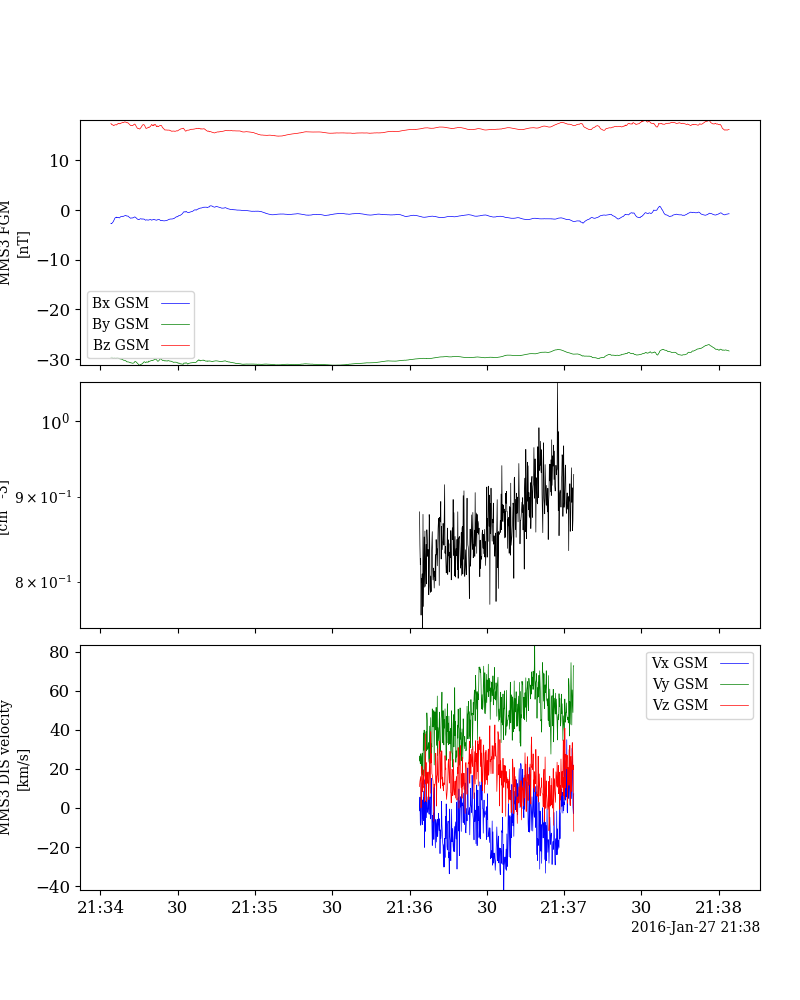 10
0
−10
−20
−30
MMS3 FGM
[nT]
Bx GSM
By GSM
Bz GSM
10⁰
9 × 10⁻¹
8 × 10⁻¹
80
60
40
20
0
−20
−40
MMS3 DIS velocity
[km/s]
Vx GSM
Vy GSM
Vz GSM
21:34 30 21:35 30 21:36 30 21:37 30 21:38
2016-Jan-27 21:38